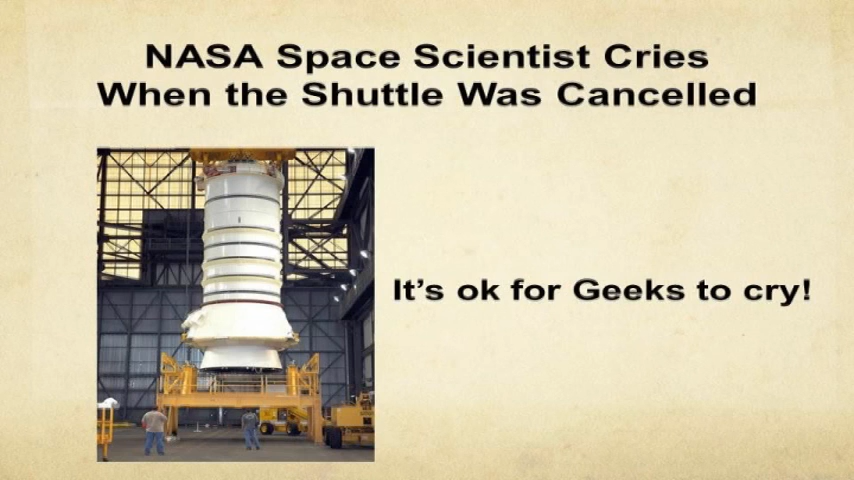 NASA Space Scientist Cries
When the Shuttle Was Cancelled
It's ok for Geeks to cry!